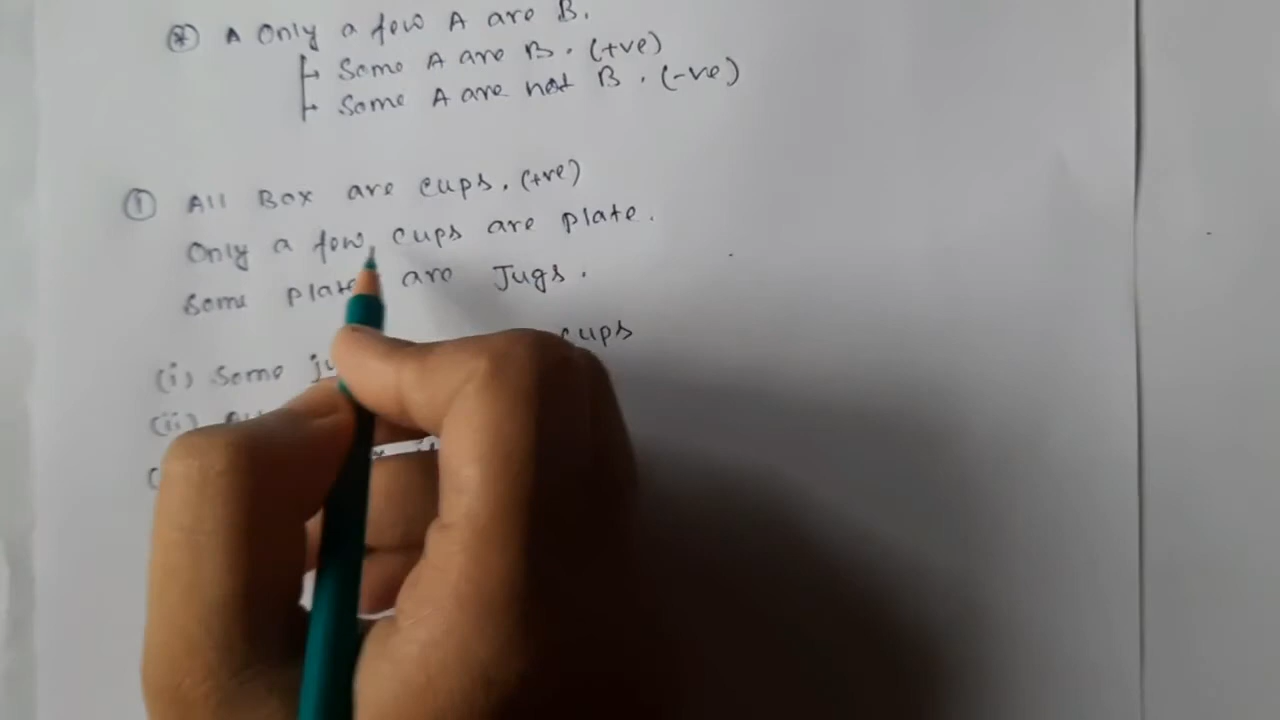 * A Only a few A are B.
Some A are B. (+ve)
Some A are not B. (-ve)
① All Box are cups. (+ve)
Only a few cups are plate.
Some plate are Jugs.
(i) Some cups
(ii)